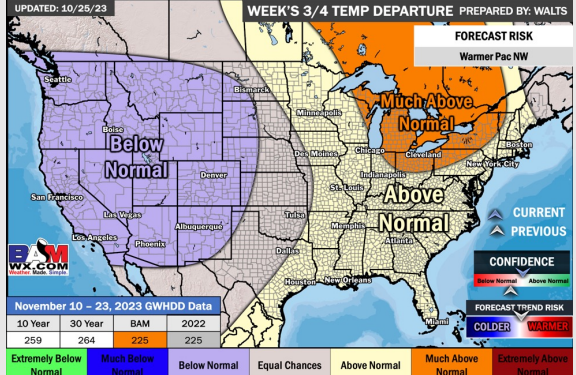 UPDATED: 10/25/23
WEEK'S 3/4 TEMP DEPARTURE PREPARED BY: WALTS
FORECAST RISK
Warmer Pac NW
Seattle
Bismarck
Minneapolis
Much Above
Normal
Boise
Below
Normal
Boston
Des Moines
Chicago
Cleveland
New York City
Denver
Indianapolis
St. Louis
Above
Normal
San Francisco
Las Vegas
Albuquerque
Tulsa
Memphis
Atlanta
CURRENT
PREVIOUS
Los Angeles
Phoenix
Dallas
BAM
WX.COM
Weather. Made. Simple.
Houston
New Orleans
CONFIDENCE
Below Normal
Above Normal
November 10 – 23, 2023 GWHDD Data
10 Year
30 Year
BAM
2022
259
264
225
225
Miami
FORECAST TREND RISK
COLDER
WARMER
Extremely Below
Normal
Much Below
Normal
Below Normal
Equal Chances
Above Normal
Much Above
Normal
Extremely Above
Normal